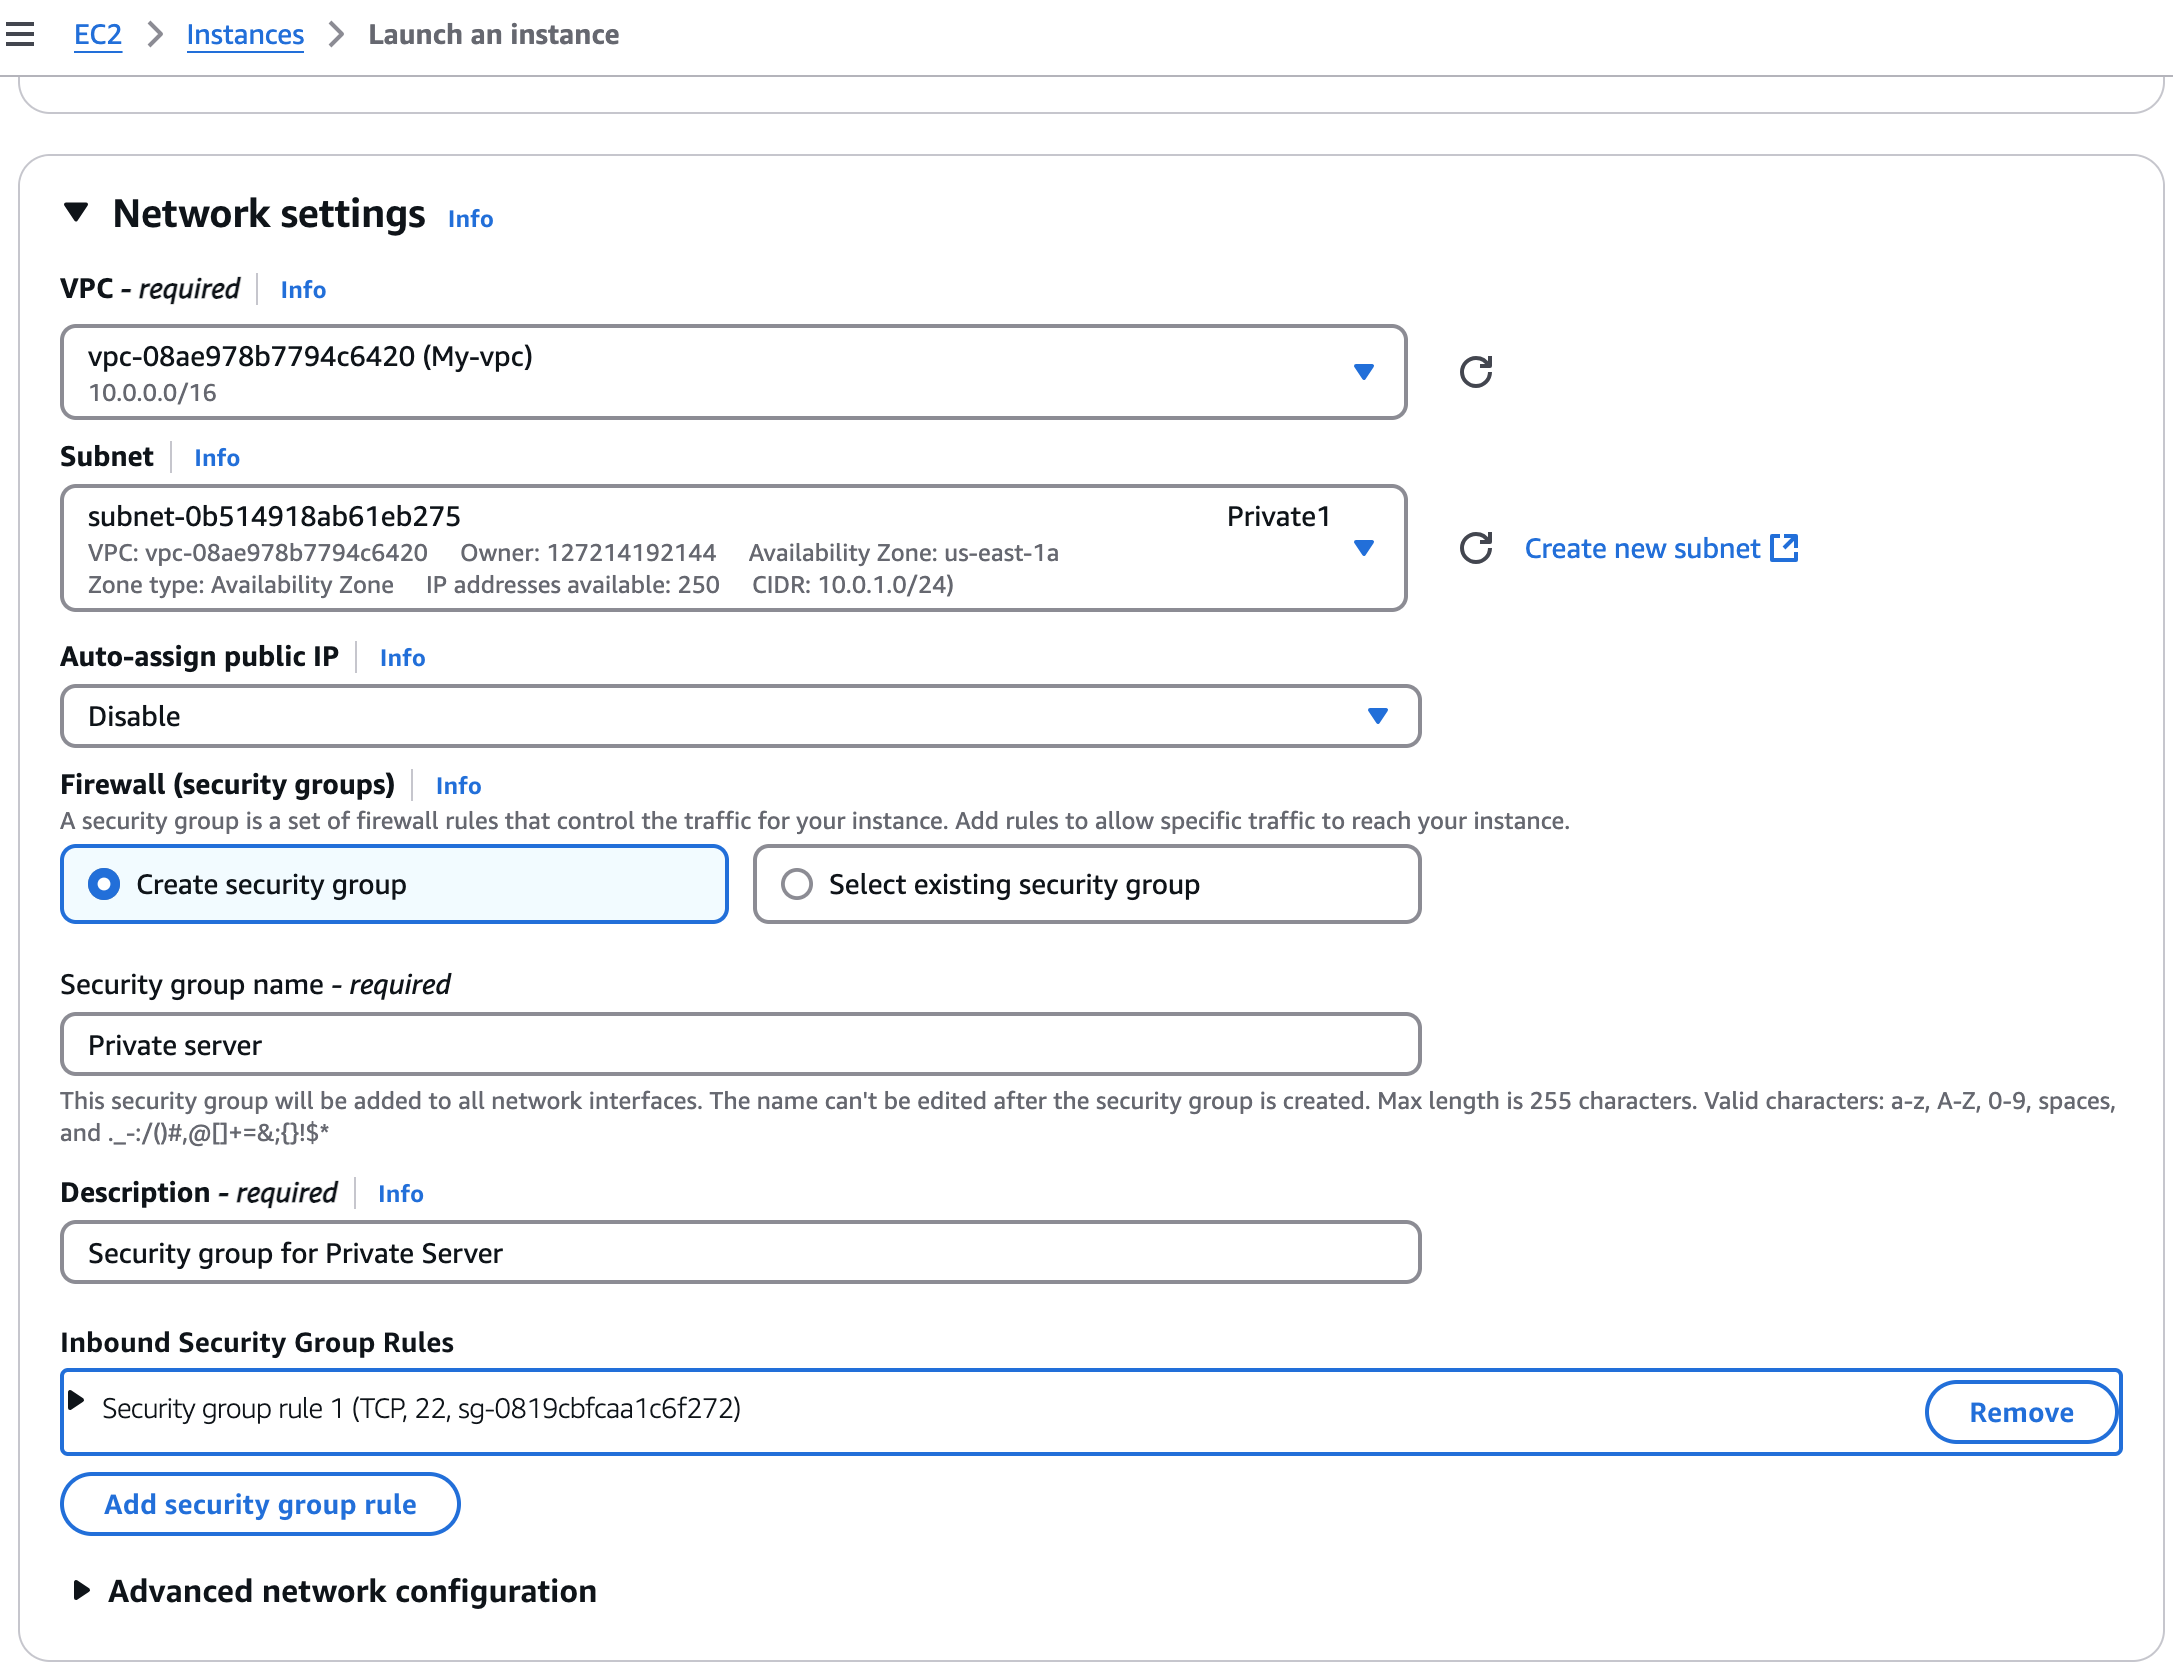 EC2 Instances Launch an instance
Network settings Info
VPC - required Info
vpc-08ae978b7794c6420 (My-vpc)
10.0.0.0/16
Subnet Info
subnet-0b514918ab61eb275 Private1
VPC: vpc-08ae978b7794c6420 Owner: 127214192144 Availability Zone: us-east-1a
Zone type: Availability Zone IP addresses available: 250 CIDR: 10.0.1.0/24)
Create new subnet
Auto-assign public IP Info
Disable
Firewall (security groups) Info
A security group is a set of firewall rules that control the traffic for your instance. Add rules to allow specific traffic to reach your instance.
Create security group Select existing security group
Security group name - required
Private server
This security group will be added to all network interfaces. The name can't be edited after the security group is created. Max length is 255 characters. Valid characters: a-z, A-Z, 0-9, spaces,
and ._-:/()#,@[]+=&;{}!$*
Description - required Info
Security group for Private Server
Inbound Security Group Rules
Security group rule 1 (TCP, 22, sg-0819cbfcaa1c6f272) Remove
Add security group rule
Advanced network configuration